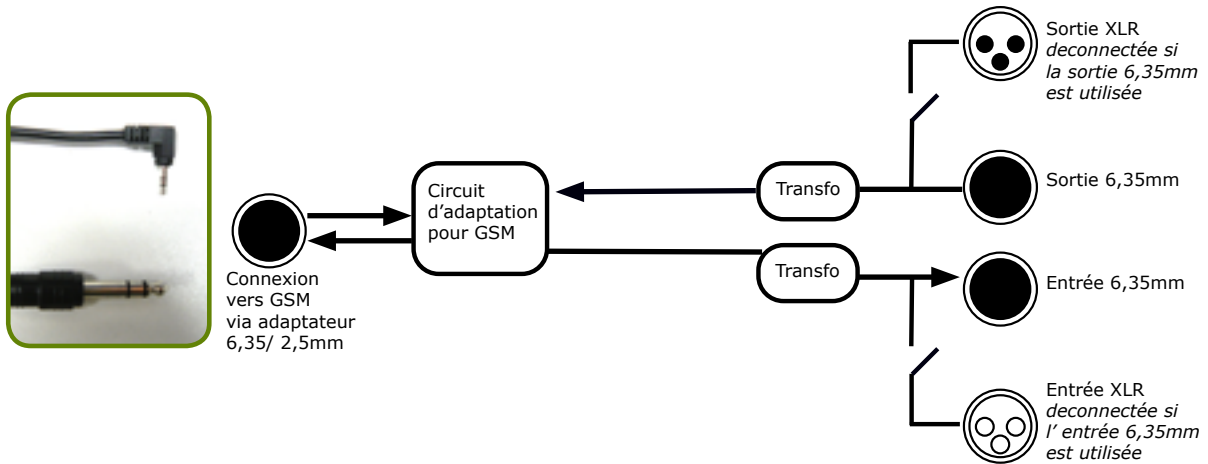 Sortie XLR
deconnectée si
la sortie 6,35mm
est utilisée
Circuit
d'adaptation
pour GSM
Transfo
Sortie 6,35mm
Connexion
vers GSM
via adaptateur
6,35/ 2,5mm
Transfo
Entrée 6,35mm
Entrée XLR
deconnectée si
l' entrée 6,35mm
est utilisée